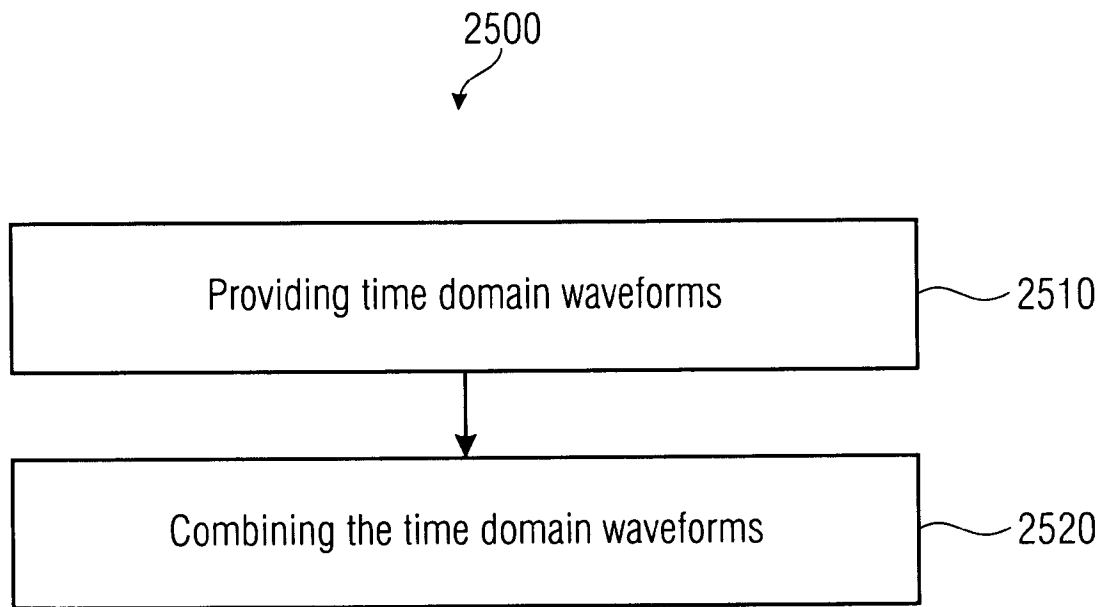 2500
Providing time domain waveforms
2510
Combining the time domain waveforms
2520